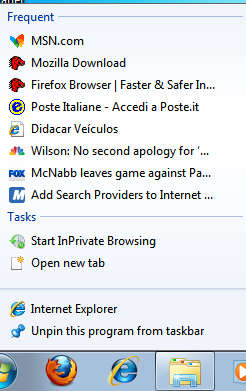 Frequent
MSN.com
Mozilla Download
Firefox Browser | Faster & Safer In...
Poste Italiane - Accedi a Poste.it
Didacar Veículos
Wilson: No second apology for ‘...
FOX
McNabb leaves game against Pa...
M
Add Search Providers to Internet ...
Tasks
Start InPrivate Browsing
Open new tab
Internet Explorer
Unpin this program from taskbar